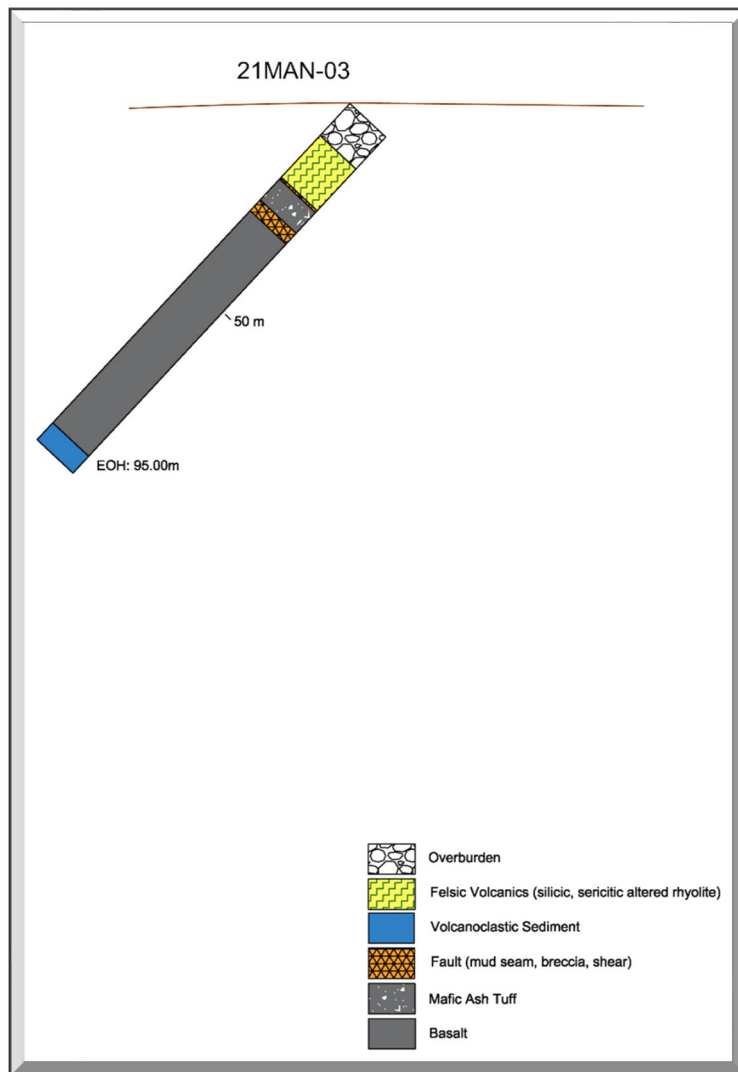 21MAN-03
50 m
EOH: 95.00m
Overburden
Felsic Volcanics (silicic, sericitic altered rhyolite)
Volcanoclastic Sediment
Fault (mud seam, breccia, shear)
Mafic Ash Tuff
Basalt